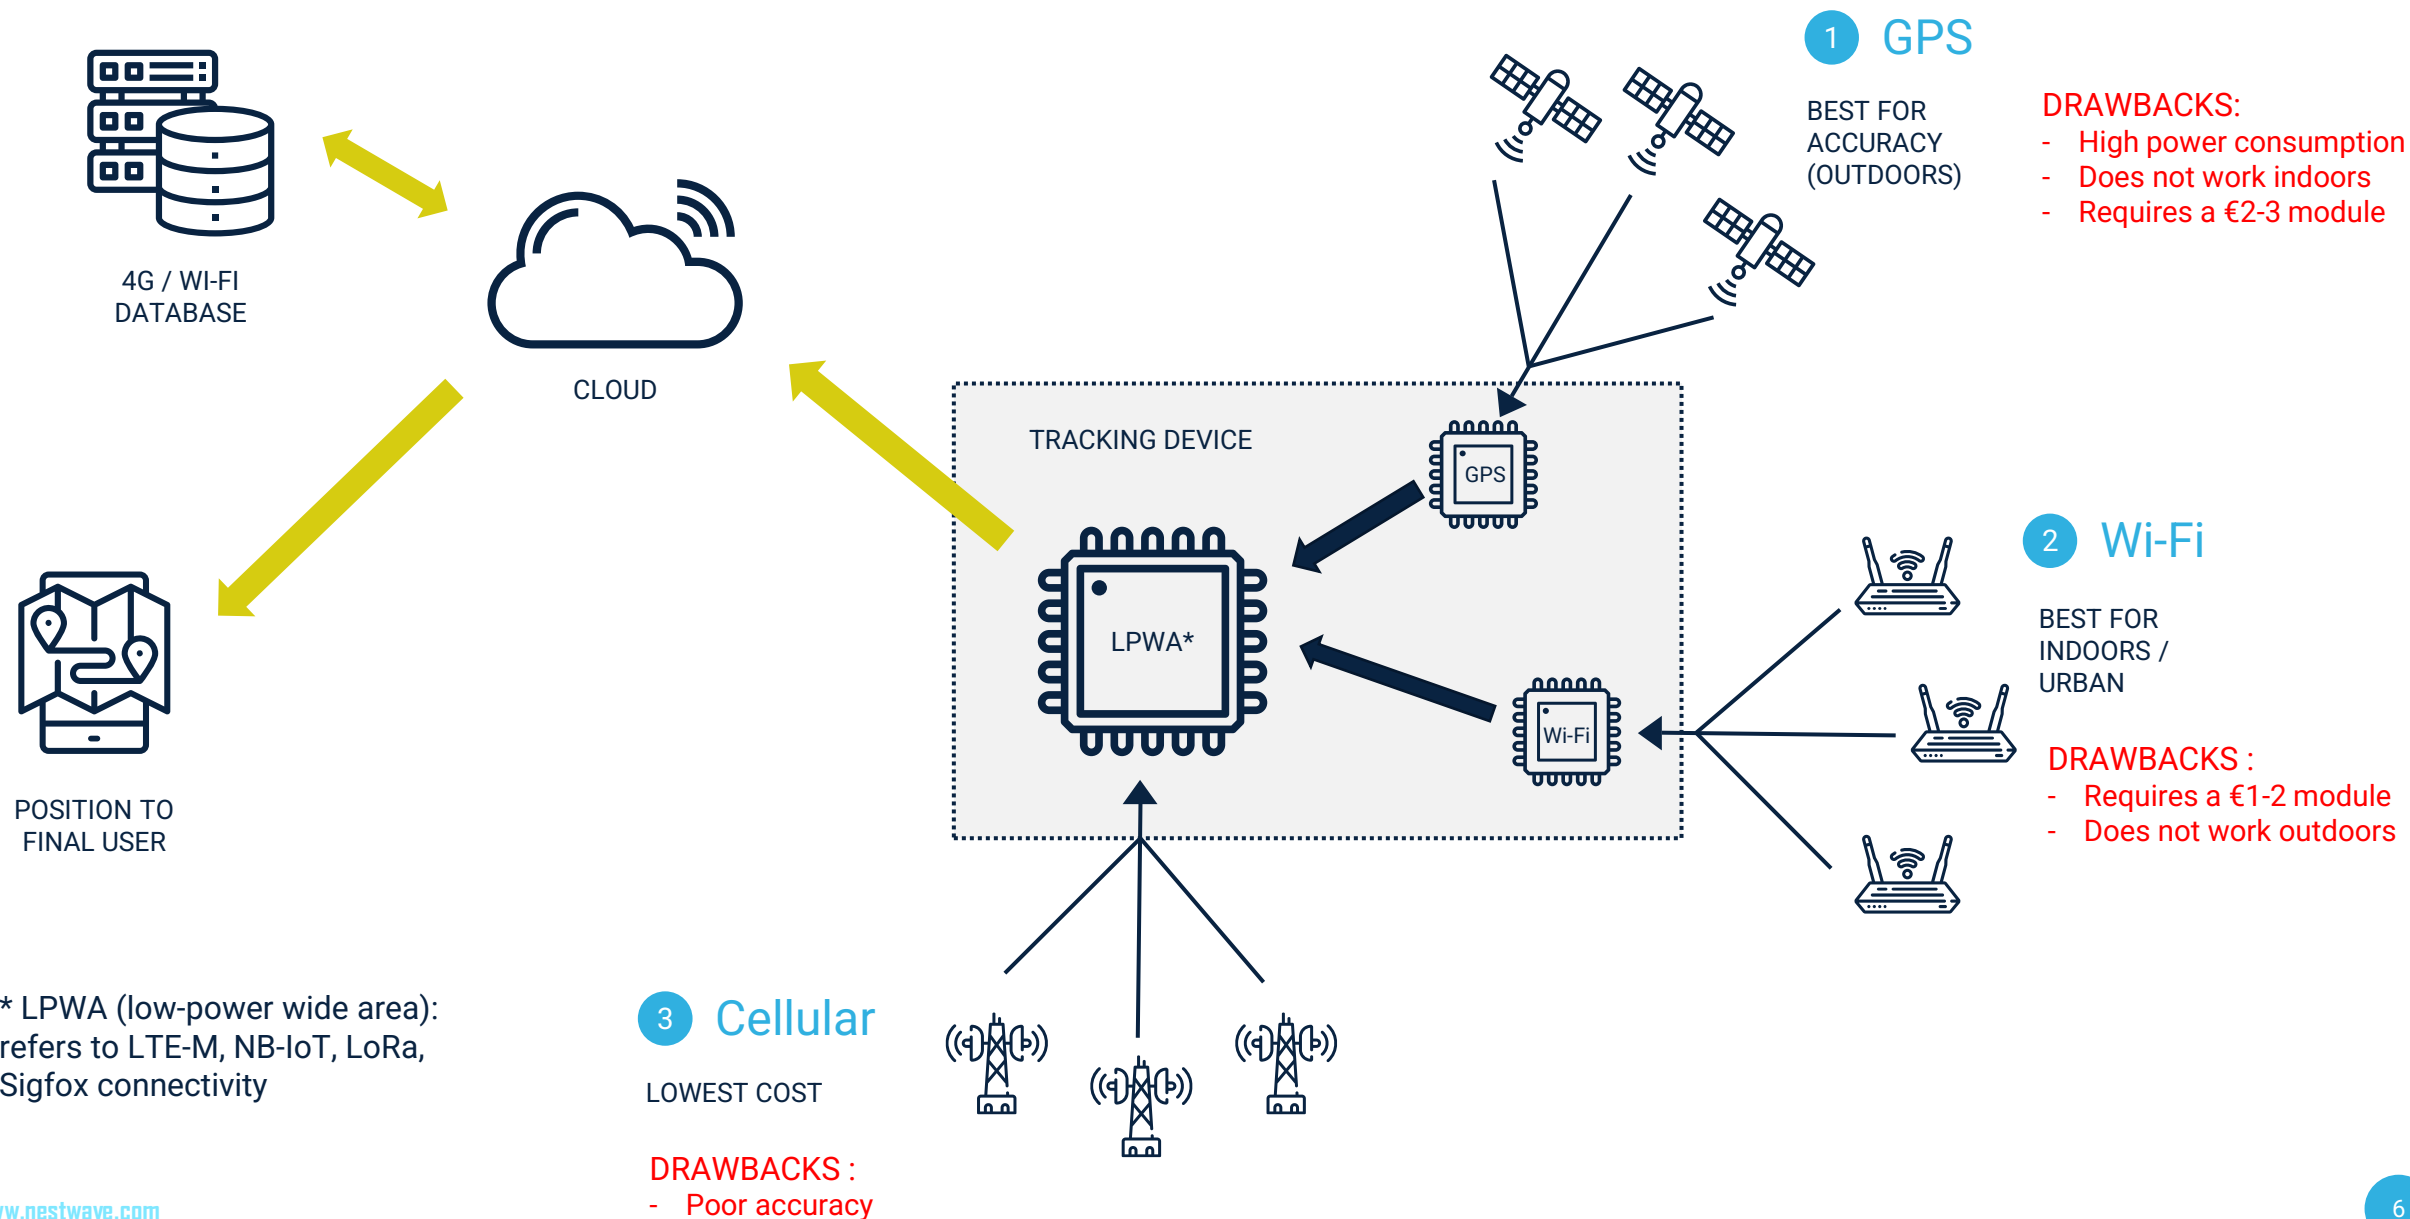 1 GPS
BEST FOR
ACCURACY
(OUTDOORS)
DRAWBACKS:
- High power consumption
- Does not work indoors
- Requires a €2-3 module
4G / WI-FI
DATABASE
CLOUD
TRACKING DEVICE
GPS
LPWA*
Wi-Fi
2 Wi-Fi
BEST FOR
INDOORS /
URBAN
DRAWBACKS :
- Requires a €1-2 module
- Does not work outdoors
POSITION TO
FINAL USER
* LPWA (low-power wide area):
refers to LTE-M, NB-IoT, LoRa,
Sigfox connectivity
3 Cellular
LOWEST COST
DRAWBACKS :
- Poor accuracy
w.nestwave.com
6